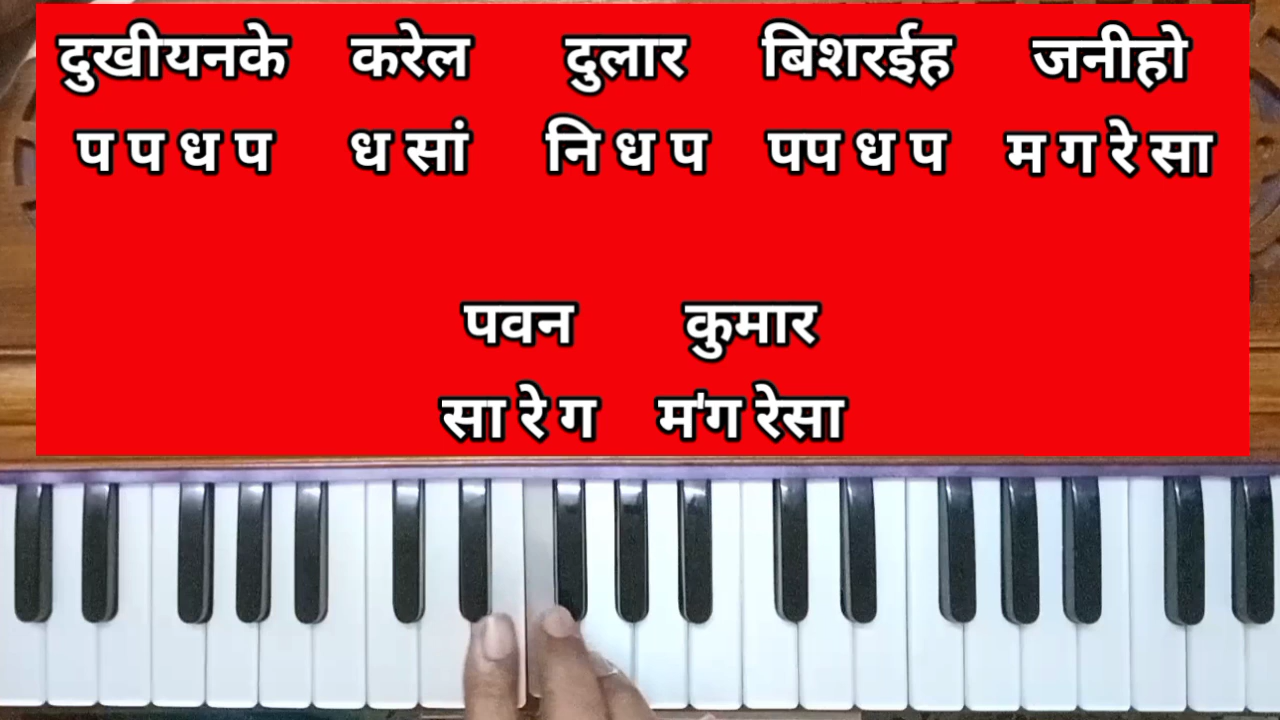 दुखीयनके करेल दुलार बिशरईह जनीहो
प प ध प ध सां नि ध प पप ध प म ग रे सा
पवन कुमार
सा रे ग म'ग रेसा